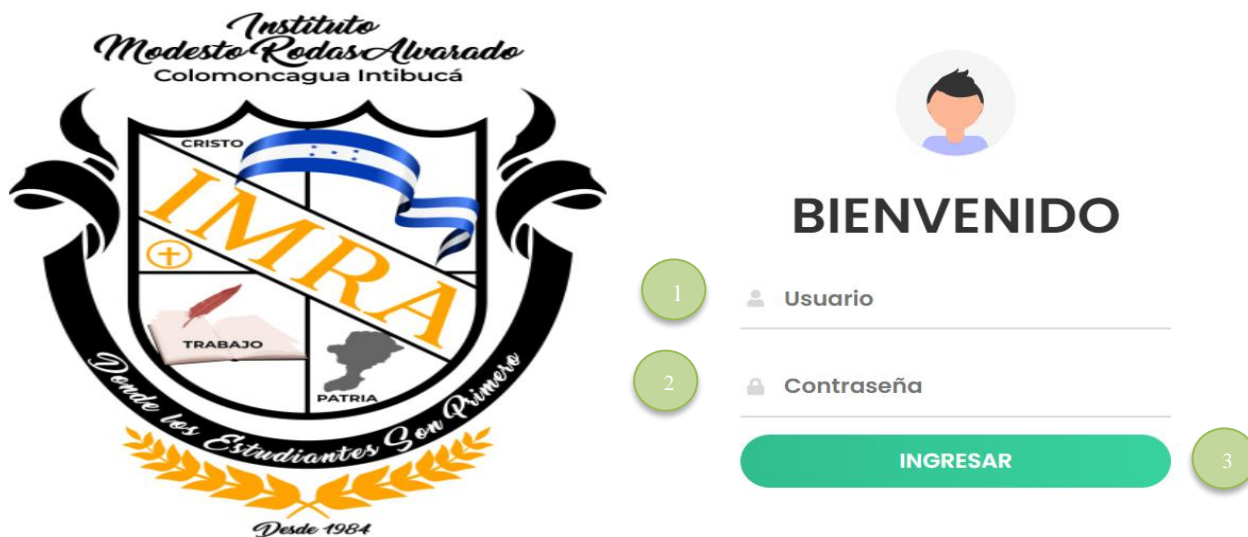 Instituto
Modesto Rodas Alvarado
Colomoncagua Intibucá
CRISTO
IMRA
TRABAJO
PATRIA
Donde los Estudiantes Son Primero
Desde 1984
BIENVENIDO
1
Usuario
2
Contraseña
INGRESAR
3